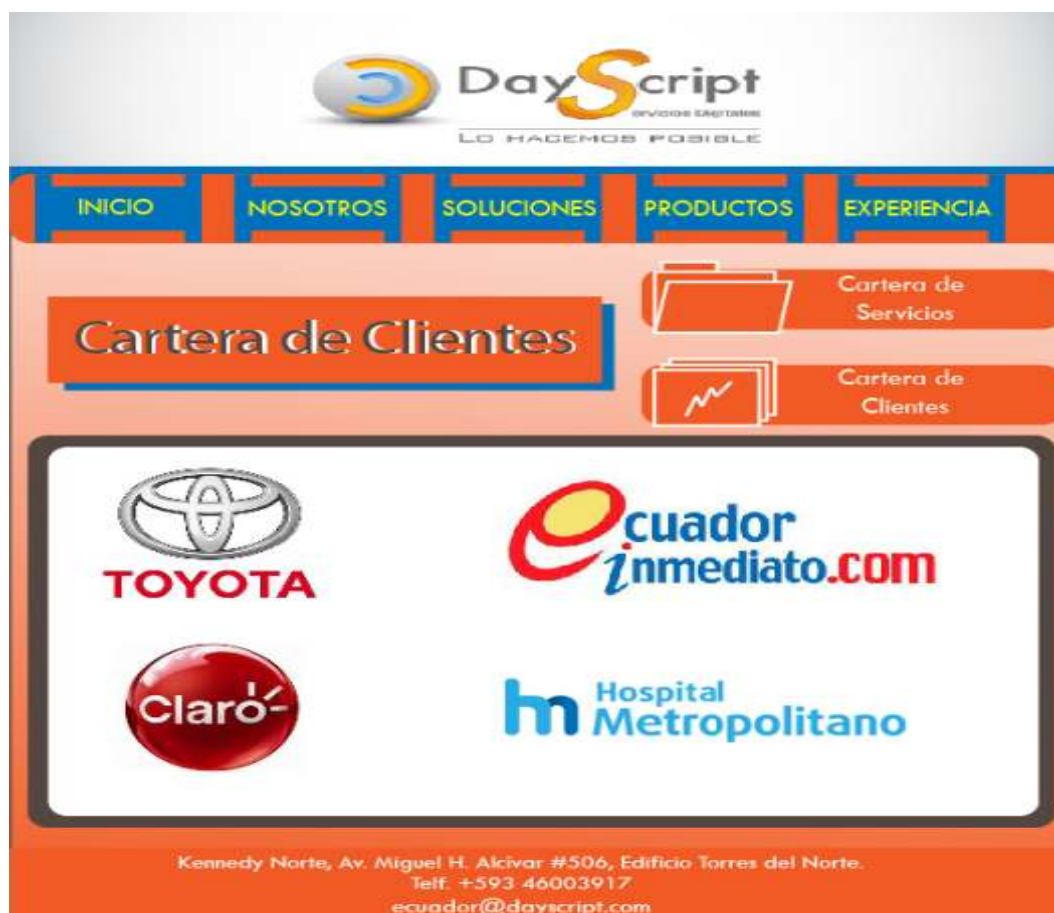 DayScript
Servicios Digitales
LO HACEMOS POSIBLE
INICIO NOSOTROS SOLUCIONES PRODUCTOS EXPERIENCIA
Cartera de
Servicios
Cartera de Clientes
Cartera de
Clientes
TOYOTA
ecuador
inmediato.com
Claro
Hospital
Metropolitano
Kennedy Norte, Av. Miguel H. Alcivar #506, Edificio Torres del Norte.
Telf. +593 46003917
ecuador@dayscript.com